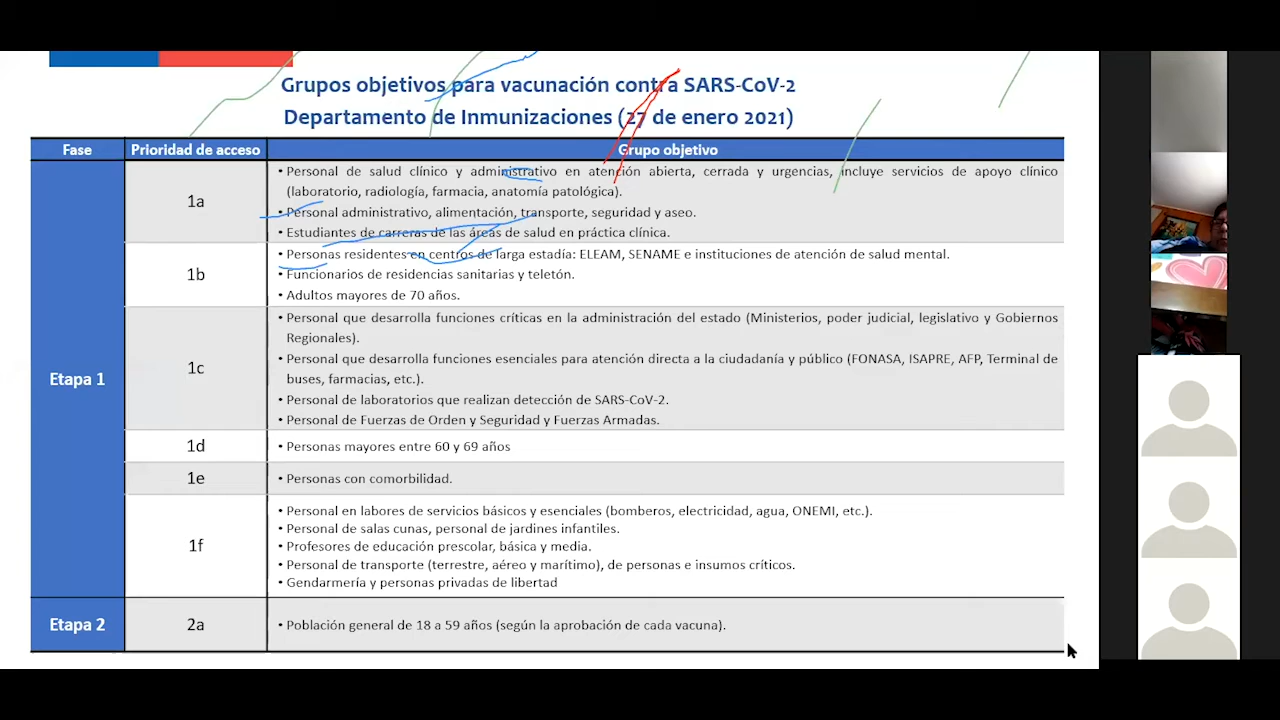 Grupos objetivos para vacunación contra SARS-CoV-2
Departamento de Inmunizaciones (27 de enero 2021)
Fase Prioridad de acceso Grupo objetivo
Etapa 1
1a
• Personal de salud clínico y administrativo en atención abierta, cerrada y urgencias, incluye servicios de apoyo clínico
(laboratorio, radiología, farmacia, anatomía patológica).
• Personal administrativo, alimentación, transporte, seguridad y aseo.
• Estudiantes de carreras de las áreas de salud en práctica clínica.
1b
• Personas residentes en centros de larga estadía: ELEAM, SENAME e instituciones de atención de salud mental.
• Funcionarios de residencias sanitarias y teletón.
• Adultos mayores de 70 años.
1c
• Personal que desarrolla funciones críticas en la administración del estado (Ministerios, poder judicial, legislativo y Gobiernos
Regionales).
• Personal que desarrolla funciones esenciales para atención directa a la ciudadanía y público (FONASA, ISAPRE, AFP, Terminal de
buses, farmacias, etc.).
• Personal de laboratorios que realizan detección de SARS-CoV-2.
• Personal de Fuerzas de Orden y Seguridad y Fuerzas Armadas.
1d
• Personas mayores entre 60 y 69 años
1e
• Personas con comorbilidad.
1f
• Personal en labores de servicios básicos y esenciales (bomberos, electricidad, agua, ONEMI, etc.).
• Personal de salas cunas, personal de jardines infantiles.
• Profesores de educación prescolar, básica y media.
• Personal de transporte (terrestre, aéreo y marítimo), de personas e insumos críticos.
• Gendarmería y personas privadas de libertad
Etapa 2
2a
• Población general de 18 a 59 años (según la aprobación de cada vacuna).